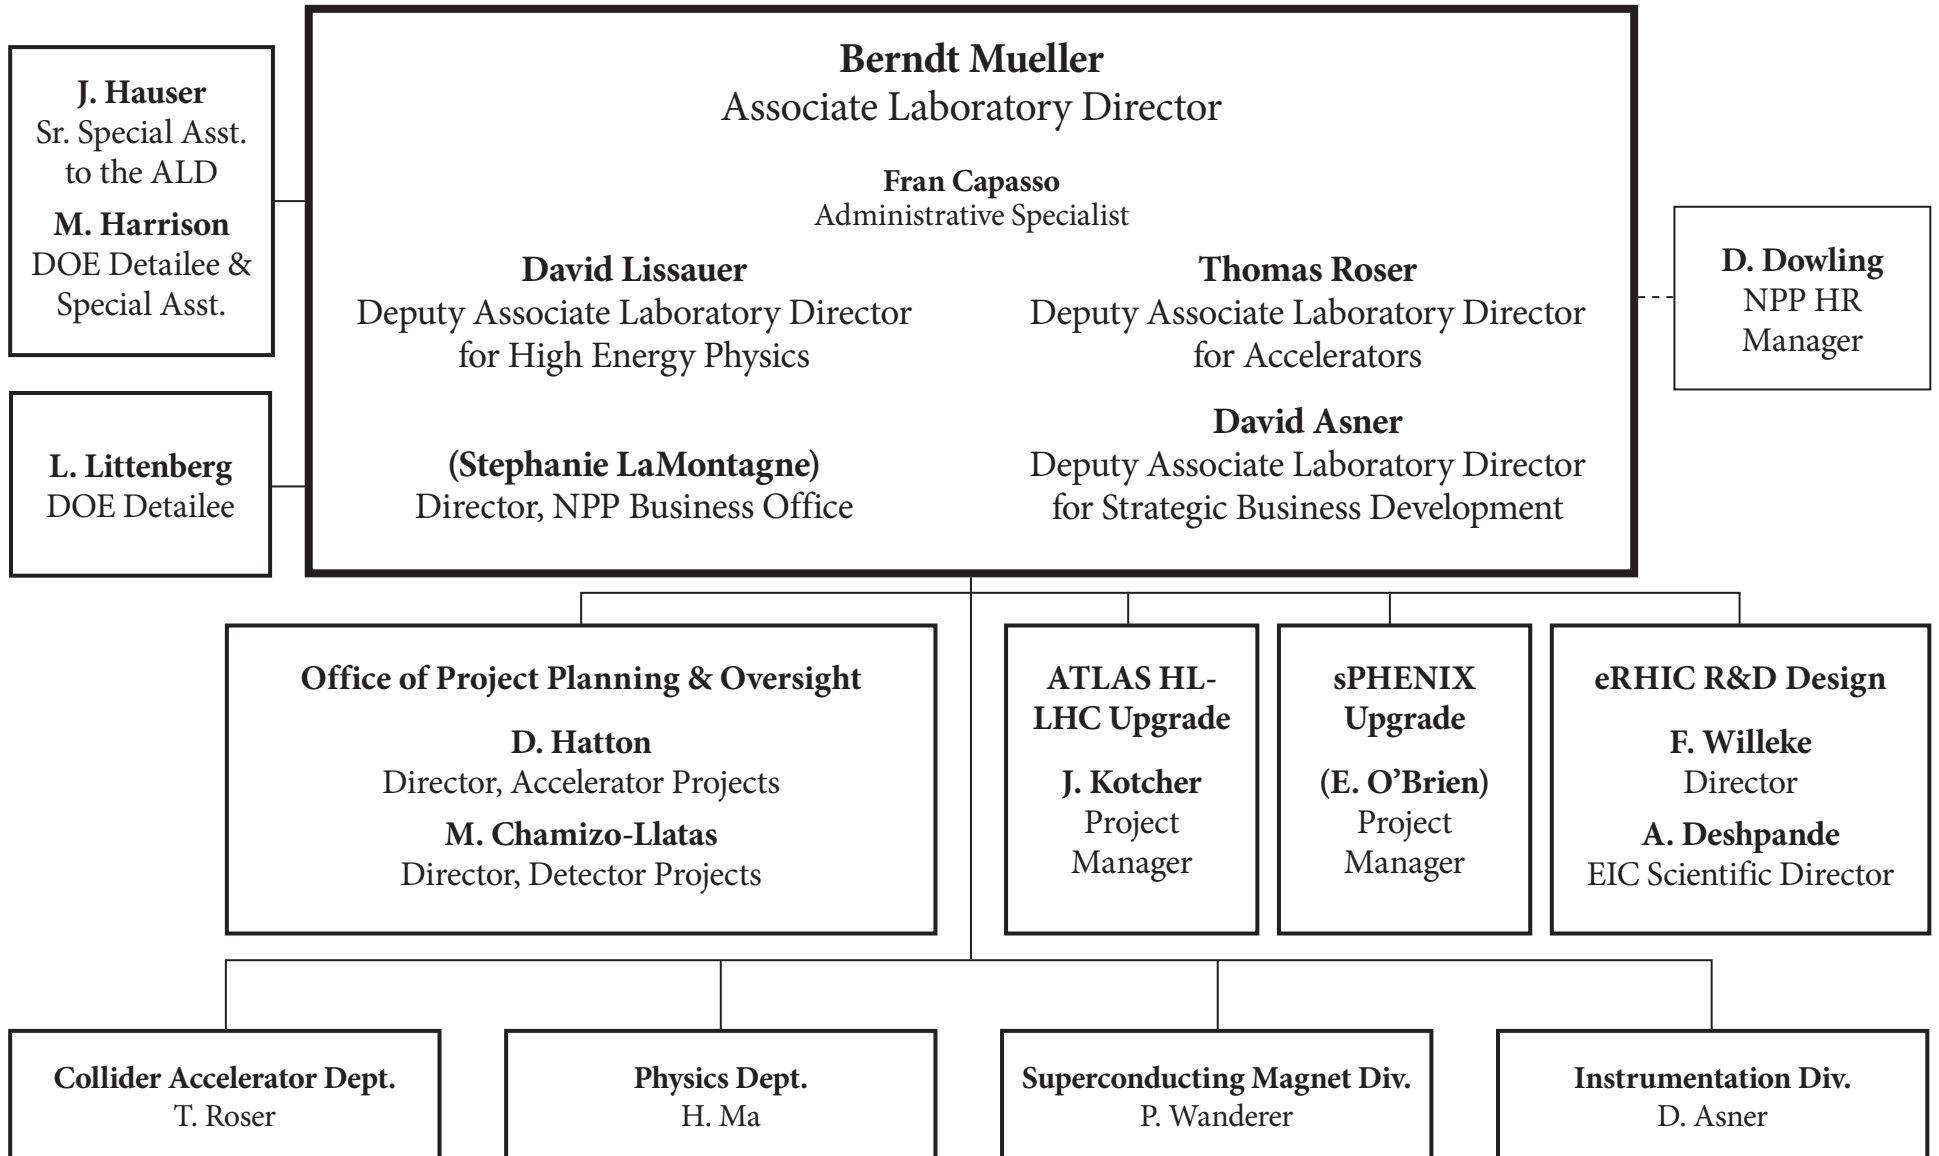 Berndt Mueller
Associate Laboratory Director
Fran Capasso
Administrative Specialist
David Lissauer
Deputy Associate Laboratory Director
for High Energy Physics
Thomas Roser
Deputy Associate Laboratory Director
for Accelerators
(Stephanie LaMontagne)
Director, NPP Business Office
David Asner
Deputy Associate Laboratory Director
for Strategic Business Development
J. Hauser
Sr. Special Asst.
to the ALD
M. Harrison
DOE Detailee &
Special Asst.
L. Littenberg
DOE Detailee
D. Dowling
NPP HR
Manager
Office of Project Planning & Oversight
D. Hatton
Director, Accelerator Projects
M. Chamizo-Llatas
Director, Detector Projects
ATLAS HL-
LHC Upgrade
J. Kotcher
Project
Manager
sPHENIX
Upgrade
(E. O’Brien)
Project
Manager
eRHIC R&D Design
F. Willeke
Director
A. Deshpande
EIC Scientific Director
Collider Accelerator Dept.
T. Roser
Physics Dept.
H. Ma
Superconducting Magnet Div.
P. Wanderer
Instrumentation Div.
D. Asner